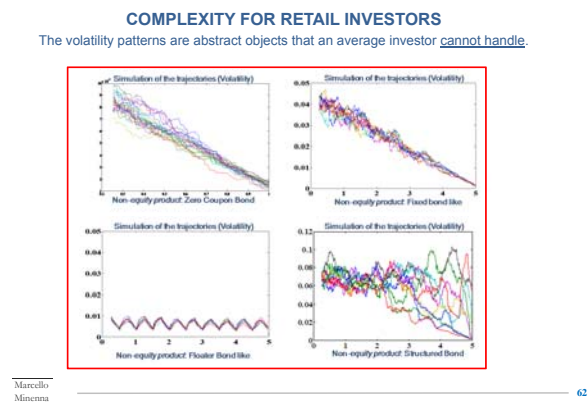 COMPLEXITY FOR RETAIL INVESTORS
The volatility patterns are abstract objects that an average investor cannot handle.
Simulation of the trajectories (Volatility)
Non-equity product: Zero Coupon Bond
Simulation of the trajectories (Volatility)
0.05
0.04
0.03
0.02
0.01
0
0 1 2 3 4 5
Non-equity product: Fixed bond like
Simulation of the trajectories (Volatility)
0.05
0.04
0.03
0.02
0.01
0
0 1 2 3 4 5
Non-equity product: Floater Bond like
Simulation of the trajectories (Volatility)
0.12
0.1
0.08
0.06
0.04
0.02
0
0 1 2 3 4 5
Non-equity product: Structured Bond
Marcello
Minenna
62